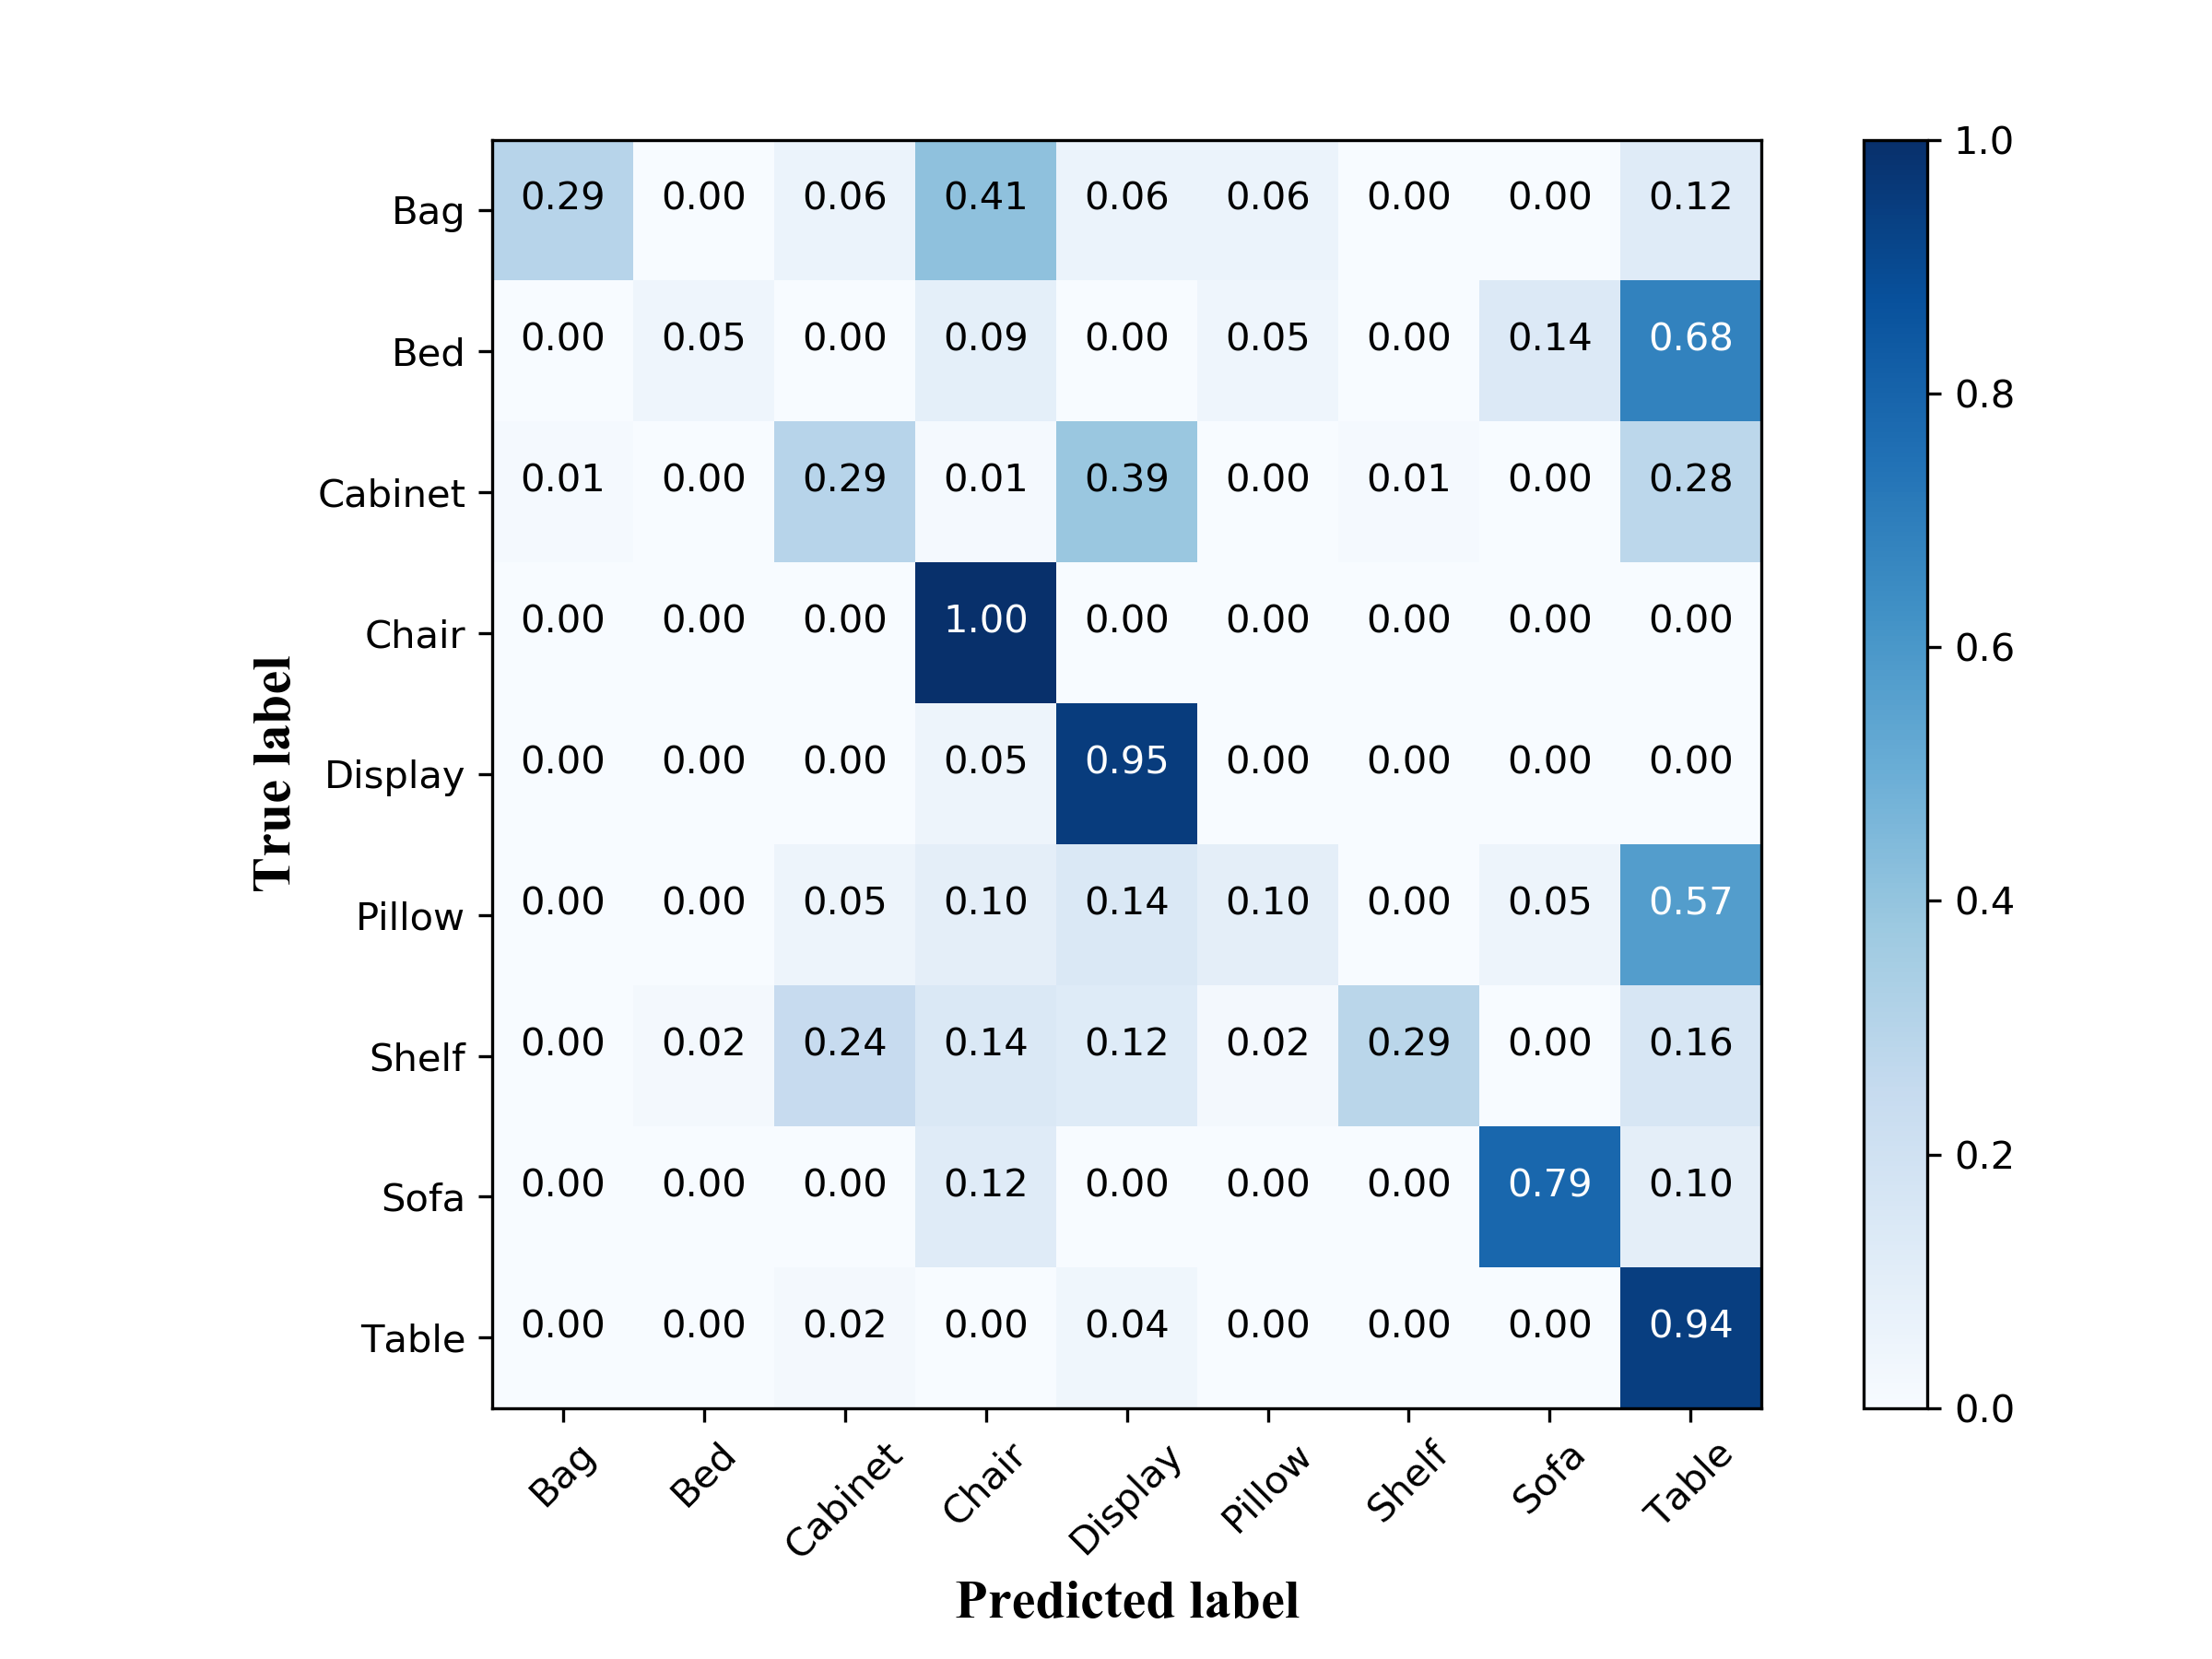 Bag 0.29 0.00 0.06 0.41 0.06 0.06 0.00 0.00 0.12
Bed 0.00 0.05 0.00 0.09 0.00 0.05 0.00 0.14 0.68
Cabinet 0.01 0.00 0.29 0.01 0.39 0.00 0.01 0.00 0.28
Chair 0.00 0.00 0.00 1.00 0.00 0.00 0.00 0.00 0.00
Display 0.00 0.00 0.00 0.05 0.95 0.00 0.00 0.00 0.00
Pillow 0.00 0.00 0.05 0.10 0.14 0.10 0.00 0.05 0.57
Shelf 0.00 0.02 0.24 0.14 0.12 0.02 0.29 0.00 0.16
Sofa 0.00 0.00 0.00 0.12 0.00 0.00 0.00 0.79 0.10
Table 0.00 0.00 0.02 0.00 0.04 0.00 0.00 0.00 0.94
True label
Bag Bed Cabinet Chair Display Pillow Shelf Sofa Table
Predicted label
1.0
0.8
0.6
0.4
0.2
0.0